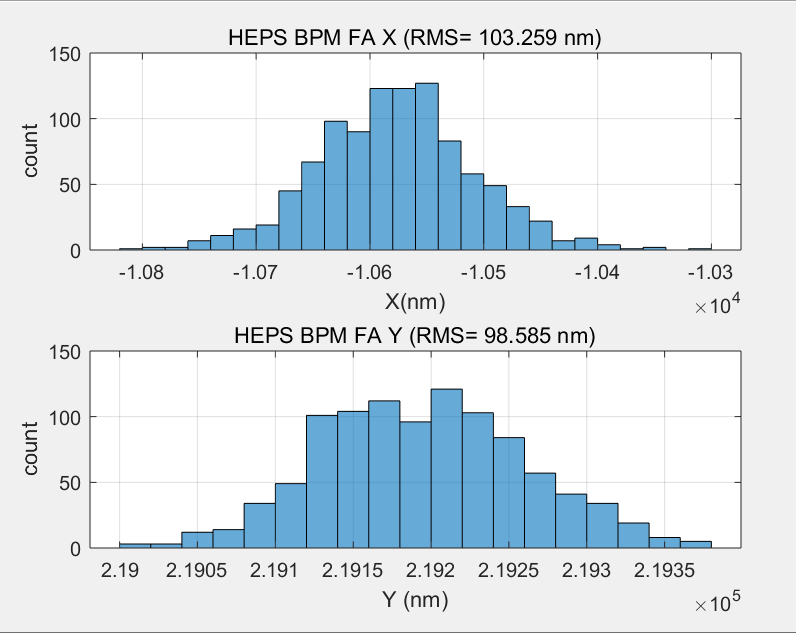 HEPS BPM FA X (RMS= 103.259 nm)
150
100
50
0
count
-1.08 -1.07 -1.06 -1.05 -1.04 -1.03
X(nm)
×10^4
HEPS BPM FA Y (RMS= 98.585 nm)
150
100
50
0
count
2.19 2.1905 2.191 2.1915 2.192 2.1925 2.193 2.1935
Y (nm)
×10^5